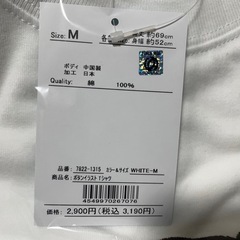 Size: M
約69cm
身幅 約52cm
ボディ 中国製
加工 日本
Quality: 綿
100%
品番: 7822-1315 カラー&サイズ WHITE-M
商品名: ボタンイラストTシャツ
4549970267076
価格: 2,900円(税込 3,190円)